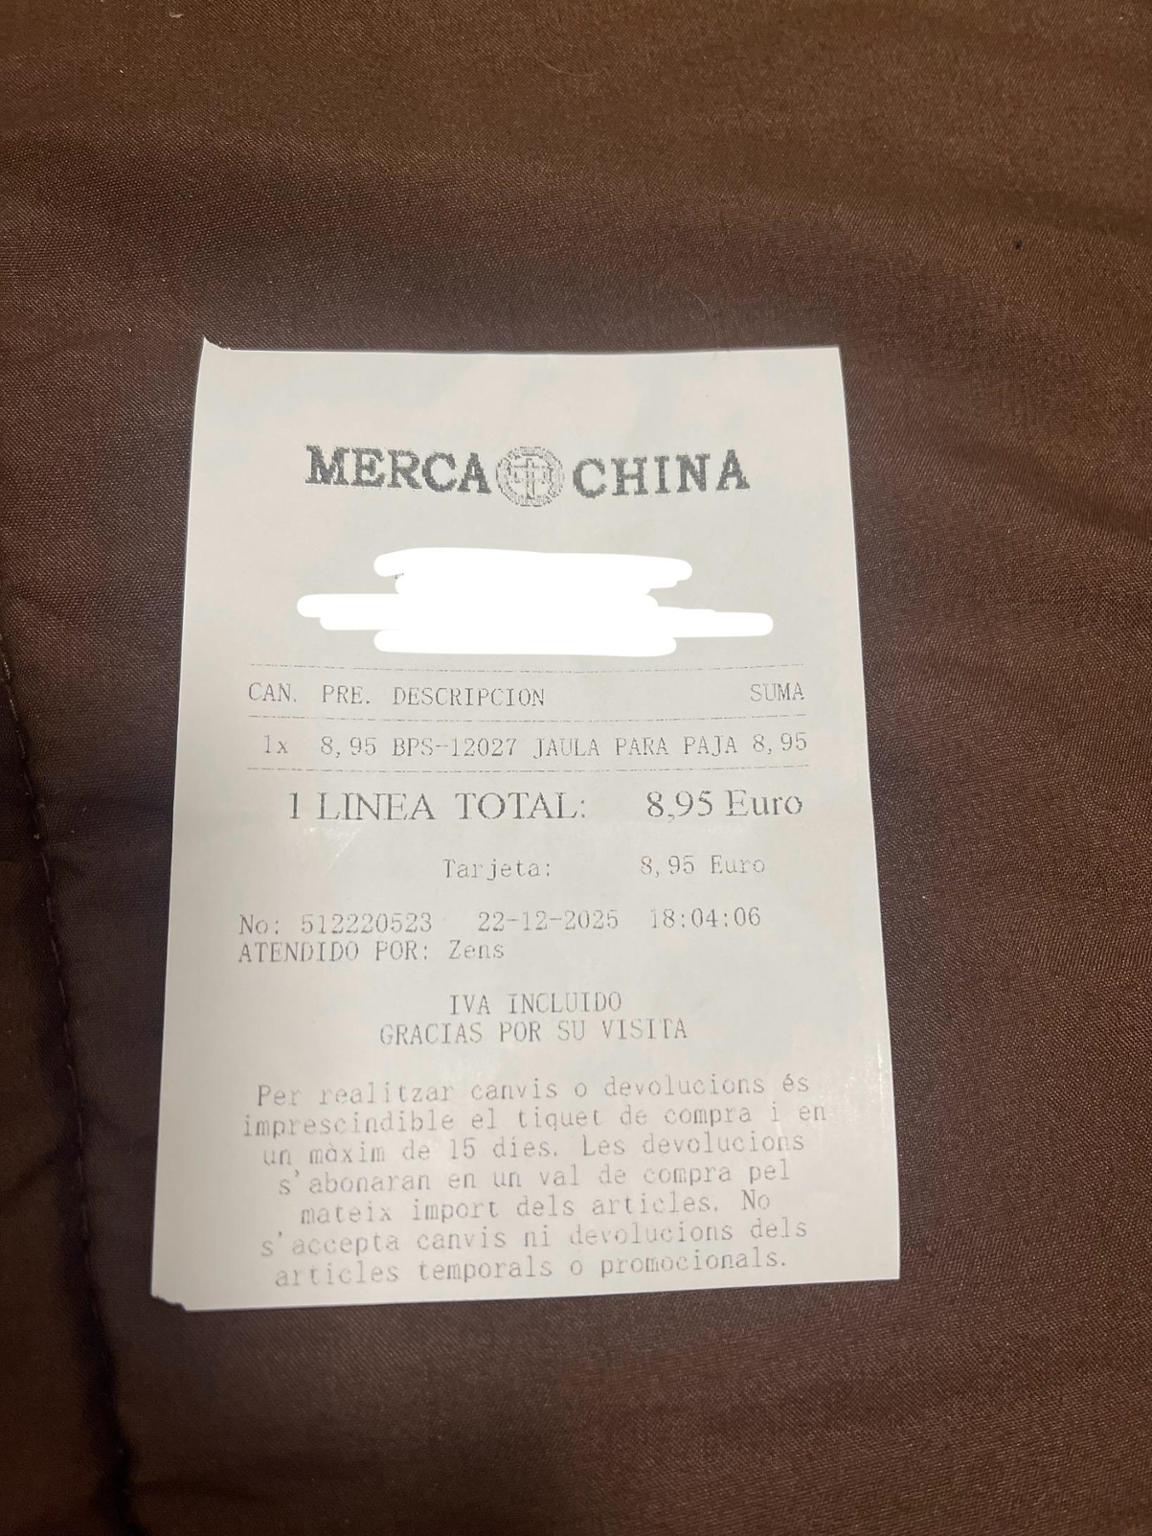 MERCA CHINA
CAN. PRE. DESCRIPCION SUMA
1x 8,95 BPS-12027 JAULA PARA PAJA 8,95
1 LINEA TOTAL: 8,95 Euro
Tarjeta: 8,95 Euro
No: 512220523 22-12-2025 18:04:06
ATENDIDO POR: Zens
IVA INCLUIDO
GRACIAS POR SU VISITA
Per realitzar canvis o devolucions és
imprescindible el tiquet de compra i en
un màxim de 15 dies. Les devolucions
s'abonaran en un val de compra pel
mateix import dels articles. No
s'accepta canvis ni devolucions dels
articles temporals o promocionals.